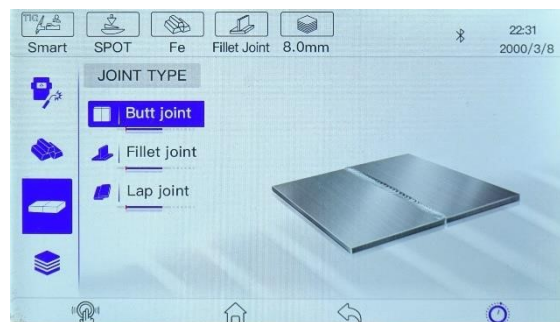 TIG
Smart SPOT Fe Fillet Joint 8.0mm
22:31
2000/3/8
JOINT TYPE
Butt joint
Fillet joint
Lap joint